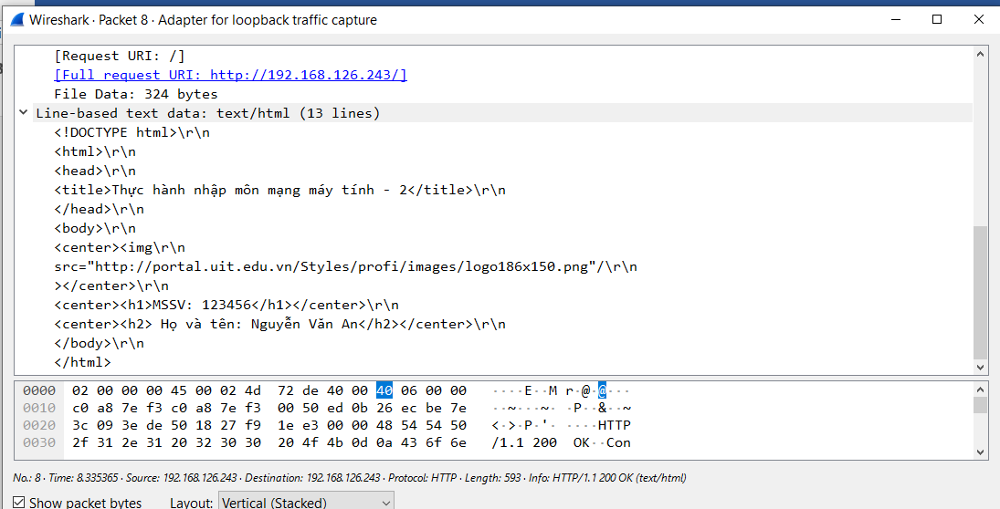 Wireshark · Packet 8 · Adapter for loopback traffic capture
[Request URI: /]
[Full request URI: http://192.168.126.243/]
File Data: 324 bytes
Line-based text data: text/html (13 lines)
<!DOCTYPE html>\r\n
<html>\r\n
<head>\r\n
<title>Thực hành nhập môn mạng máy tính - 2</title>\r\n
</head>\r\n
<body>\r\n
<center><img\r\n
src="http://portal.uit.edu.vn/Styles/profi/images/logo186x150.png"/\r\n
></center>\r\n
<center><h1>MSSV: 123456</h1></center>\r\n
<center><h2> Họ và tên: Nguyễn Văn An</h2></center>\r\n
</body>\r\n
</html>
0000 02 00 00 00 45 00 02 4d 72 de 40 00 40 06 00 00 ····E··M r·@·@···
0010 c0 a8 7e f3 c0 a8 7e f3 00 50 ed 0b 26 ec be 7e ··~···~· ·P··&··~
0020 3c 09 3e de 50 18 27 f9 1e e3 00 00 48 54 54 50 <·>·P·'· ····HTTP
0030 2f 31 2e 31 20 32 30 30 20 4f 4b 0d 0a 43 6f 6e /1.1 200 OK··Con
No.: 8 · Time: 8.335365 · Source: 192.168.126.243 · Destination: 192.168.126.243 · Protocol: HTTP · Length: 593 · Info: HTTP/1.1 200 OK (text/html)
Show packet bytes Layout: Vertical (Stacked)